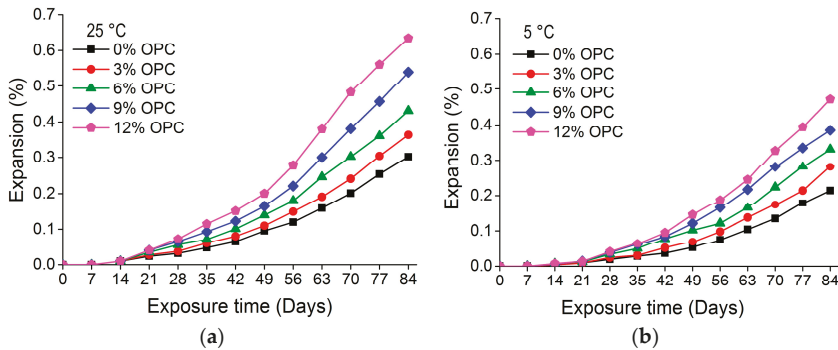 25 °C
0% OPC
3% OPC
6% OPC
9% OPC
12% OPC
Expansion (%)
0.7
0.6
0.5
0.4
0.3
0.2
0.1
0.0
0 7 14 21 28 35 42 49 56 63 70 77 84
Exposure time (Days)
(a)
5 °C
0% OPC
3% OPC
6% OPC
9% OPC
12% OPC
Expansion (%)
0.7
0.6
0.5
0.4
0.3
0.2
0.1
0.0
0 7 14 21 28 35 42 49 56 63 70 77 84
Exposure time (Days)
(b)